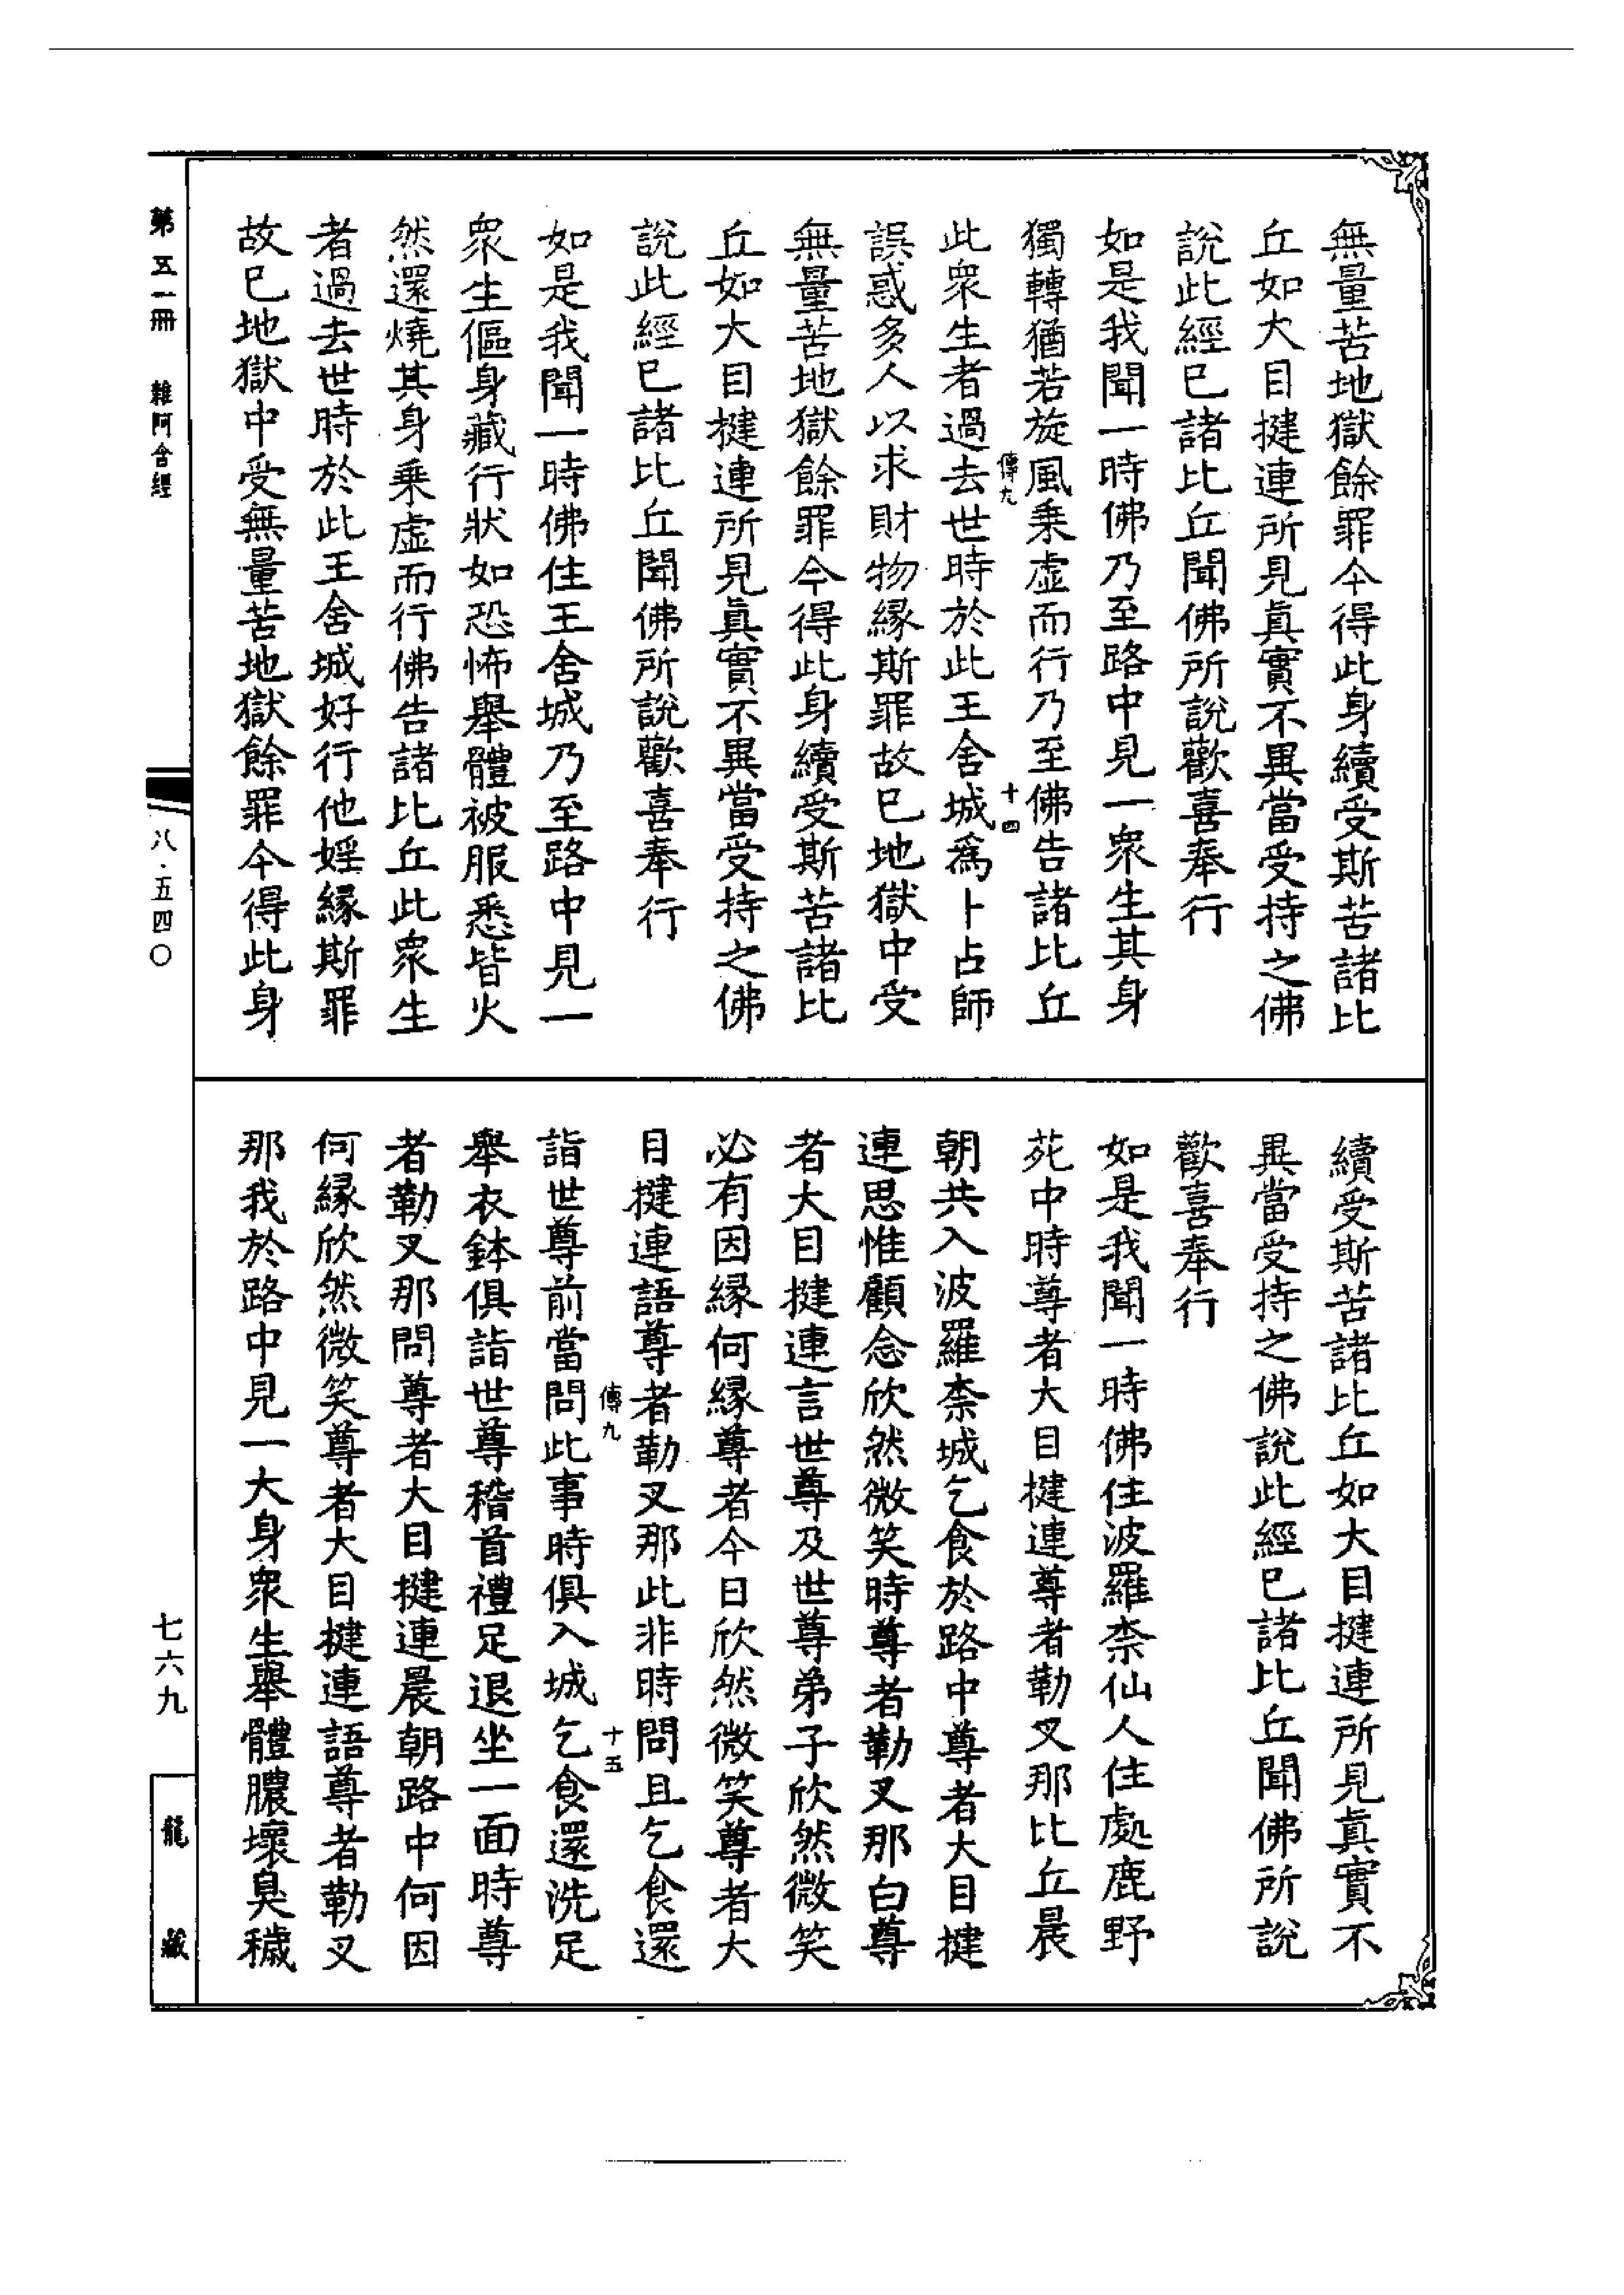 無量苦地獄餘罪今得此身續受斯苦諸比
丘如大目揵連所見眞實不異當受持之佛
說此經已諸比丘聞佛所說歡喜奉行
如是我聞一時佛乃至路中見一衆生其身
獨轉猶若旋風乗虛而行乃至佛告諸比丘
傳九
十四
此衆生者過去世時於此王舍城爲卜占師
誤惑多人以求財物縁斯罪故已地獄中受
無量苦地獄餘罪今得此身續受斯苦諸比
丘如大目揵連所見眞實不異當受持之佛
說此經已諸比丘聞佛所說歡喜奉行
如是我聞一時佛住王舍城乃至路中見一
衆生傴身藏行狀如恐怖舉體被服悉皆火
然還燒其身乗虛而行佛告諸比丘此衆生
者過去世時於此王舍城好行他婬縁斯罪
故已地獄中受無量苦地獄餘罪今得此身
續受斯苦諸比丘如大目揵連所見眞實不
異當受持之佛說此經已諸比丘聞佛所說
歡喜奉行
如是我聞一時佛住波羅柰仙人住處鹿野
苑中時尊者大目揵連尊者勒叉那比丘晨
朝共入波羅柰城乞食於路中尊者大目揵
連思惟顧念欣然微笑時尊者勒叉那白尊
者大目揵連言世尊及世尊弟子欣然微笑
必有因縁何縁尊者今日欣然微笑尊者大
目揵連語尊者勒叉那此非時問且乞食還
傳九
十五
詣世尊前當問此事時俱入城乞食還洗足
舉衣鉢俱詣世尊稽首禮足退坐一面時尊
者勒叉那問尊者大目揵連晨朝路中何因
何縁欣然微笑尊者大目揵連語尊者勒叉
那我於路中見一大身衆生舉體膿壞臭穢
第五一冊 雜阿含經
八·五四〇
七六九
龍藏